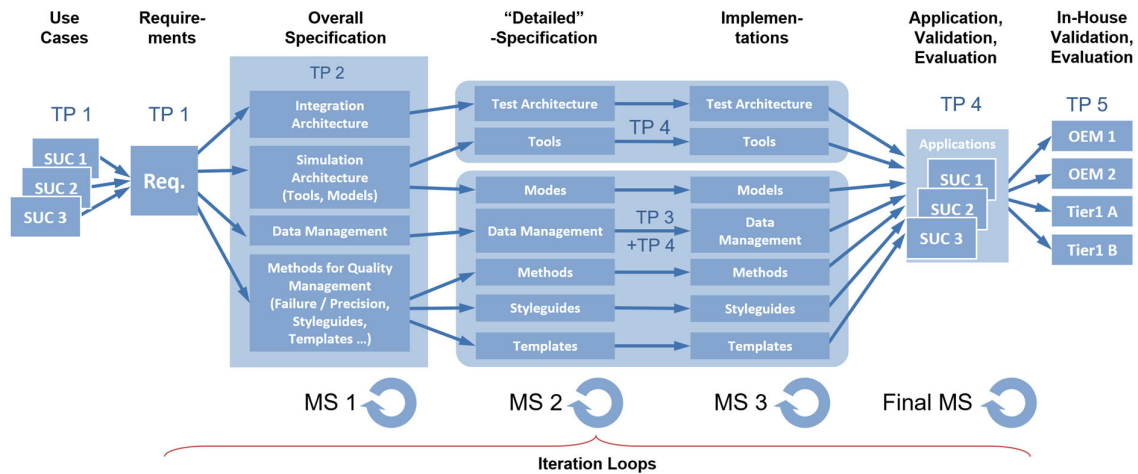 Use
Cases
Require-
ments
Overall
Specification
“Detailed”
-Specification
Implemen-
tations
Application,
Validation,
Evaluation
In-House
Validation,
Evaluation
TP 1
SUC 1
SUC 2
SUC 3
TP 1
Req.
TP 2
Integration
Architecture
Simulation
Architecture
(Tools, Models)
Data Management
Methods for Quality
Management
(Failure / Precision,
Styleguides,
Templates ...)
Test Architecture
Tools
TP 4
Test Architecture
Tools
Modes
Data Management
Methods
Styleguides
Templates
TP 3
+TP 4
Models
Data
Management
Methods
Styleguides
Templates
TP 4
Applications
SUC 1
SUC 2
SUC 3
TP 5
OEM 1
OEM 2
Tier1 A
Tier1 B
MS 1
MS 2
MS 3
Final MS
Iteration Loops